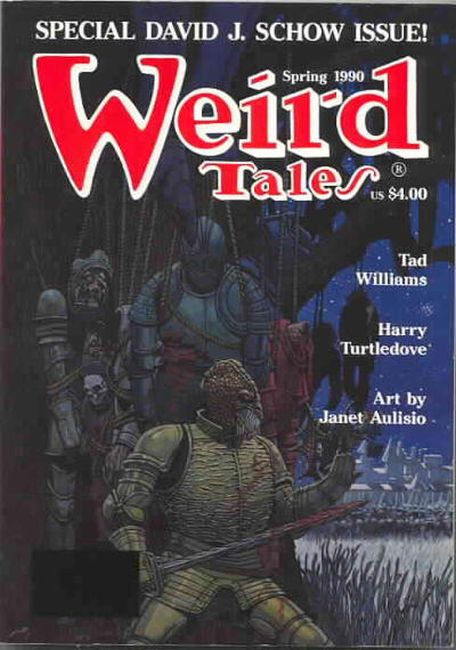 SPECIAL DAVID J. SCHOW ISSUE!
Spring 1990
Weird
Tales®
US $4.00
Tad
Williams
Harry
Turtledove
Art by
Janet Aulisio